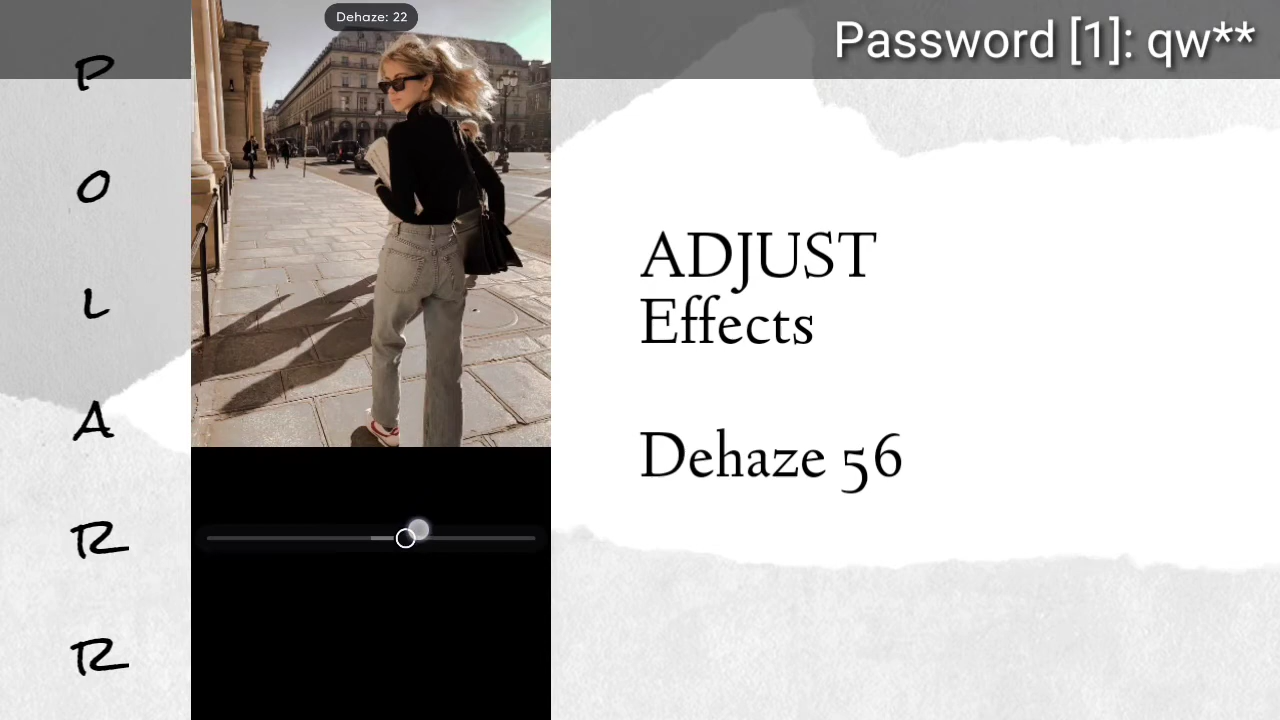 P
O
L
A
R
R
Dehaze: 22
Password [1]: qw**
ADJUST
Effects
Dehaze 56